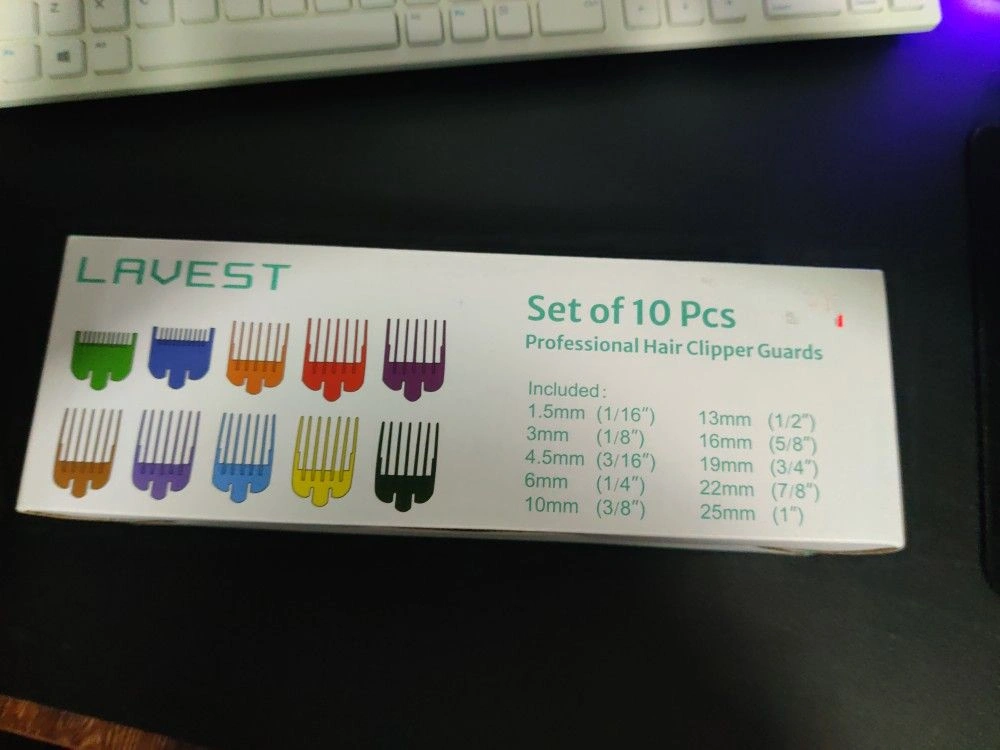 Z
LAVEST
Set of 10 Pcs
Professional Hair Clipper Guards
Included :
1.5mm (1/16")
3mm (1/8")
4.5mm (3/16")
6mm (1/4")
10mm (3/8")
13mm (1/2")
16mm (5/8")
19mm (3/4")
22mm (7/8")
25mm (1")